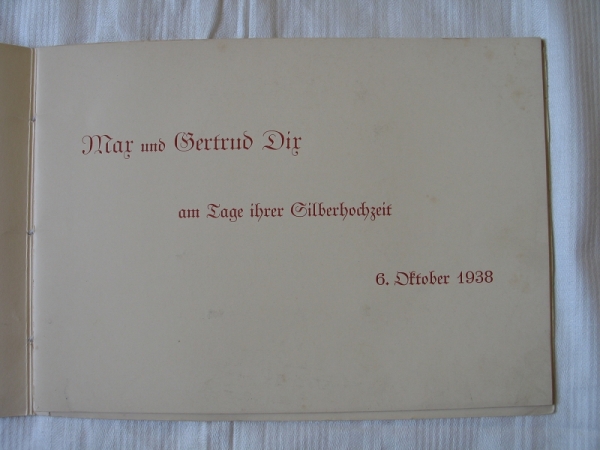 Max und Gertrud Dix
am Tage ihrer Silberhochzeit
6. Oktober 1938